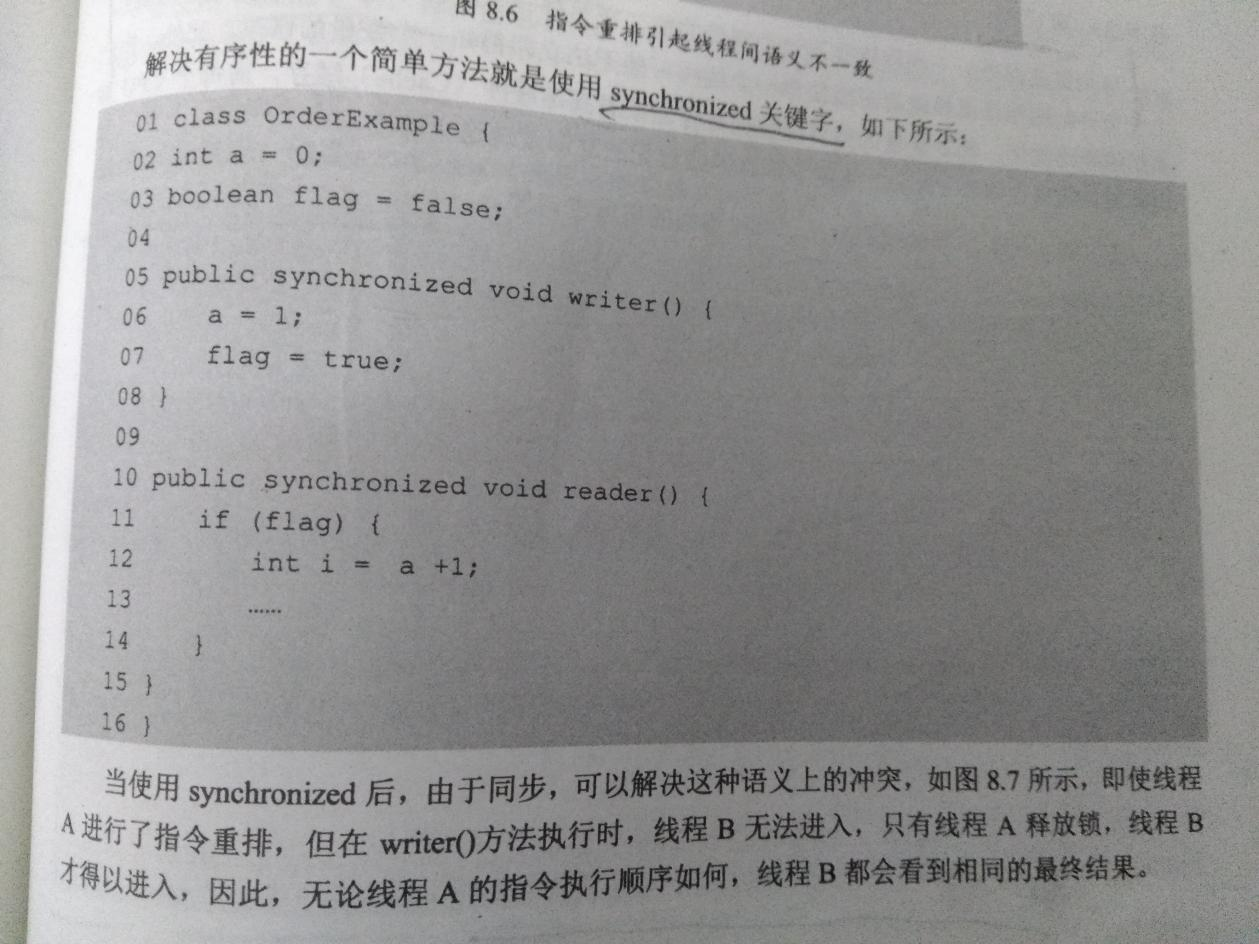 图 8.6 指令重排引起线程间语义不一致
解决有序性的一个简单方法就是使用 synchronized 关键字，如下所示：
01 class OrderExample {
02 int a = 0;
03 boolean flag = false;
04
05 public synchronized void writer() {
06    a = 1;
07    flag = true;
08 }
09
10 public synchronized void reader() {
11    if (flag) {
12        int i =  a +1;
13        ……
14    }
15 }
16 }
当使用 synchronized 后，由于同步，可以解决这种语义上的冲突，如图 8.7 所示，即使线程
A 进行了指令重排，但在 writer()方法执行时，线程 B 无法进入，只有线程 A 释放锁，线程 B
才得以进入，因此，无论线程 A 的指令执行顺序如何，线程 B 都会看到相同的最终结果。